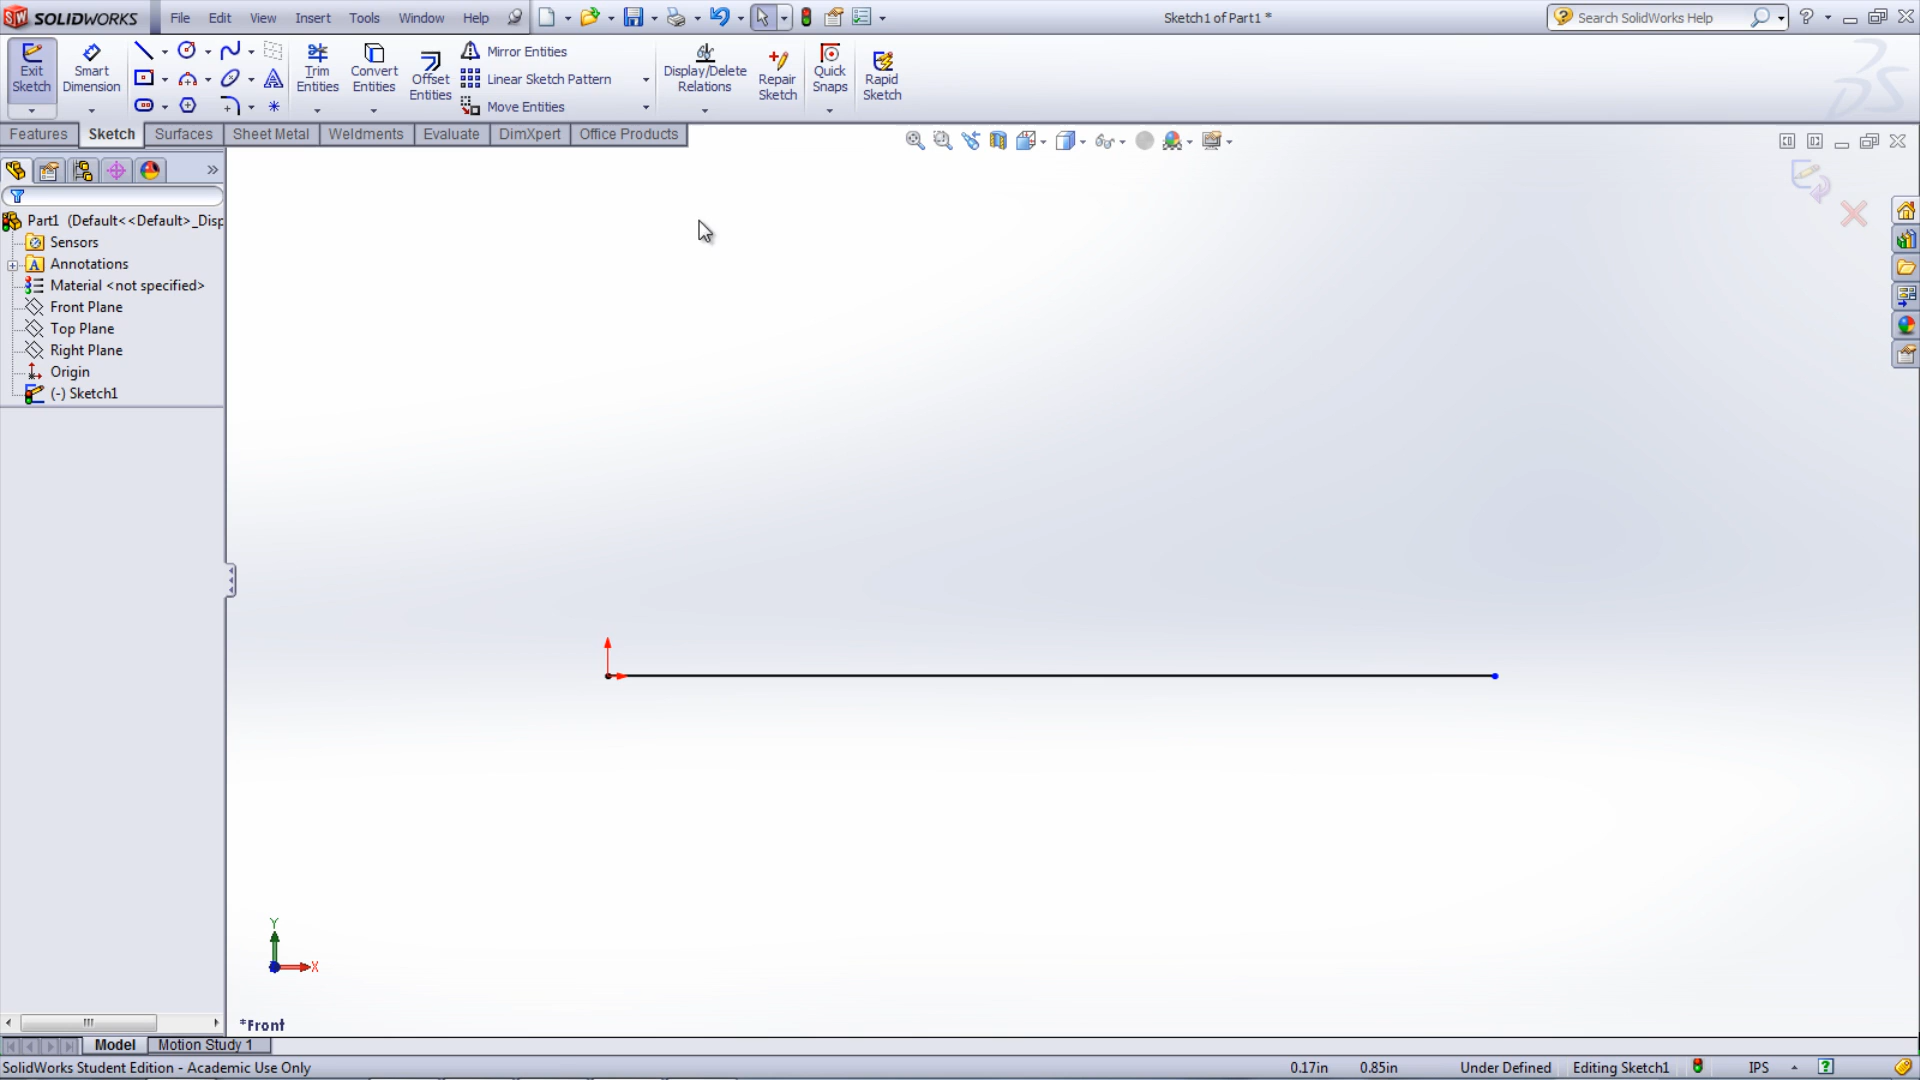 SOLIDWORKS File Edit View Insert Tools Window Help Sketch1 of Part1 * Search SolidWorks Help
Exit Sketch
Smart Dimension
Trim Entities
Convert Entities
Offset Entities
Mirror Entities
Linear Sketch Pattern
Move Entities
Display/Delete Relations
Repair Sketch
Quick Snaps
Rapid Sketch
Features Sketch Surfaces Sheet Metal Weldments Evaluate DimXpert Office Products
Part1 (Default<<Default>_Disp
Sensors
Annotations
Material <not specified>
Front Plane
Top Plane
Right Plane
Origin
(-) Sketch1
Y
X
*Front
Model Motion Study 1
SolidWorks Student Edition - Academic Use Only 0.17in 0.85in Under Defined Editing Sketch1 IPS